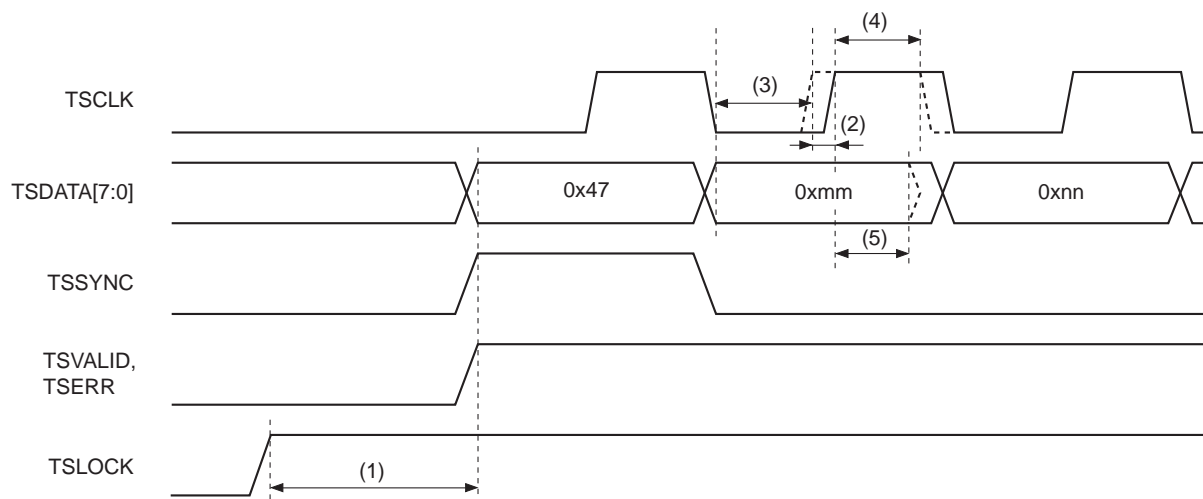 (4)
TSCLK
(3)
(2)
TSDATA[7:0]
0x47
0xmm
0xnn
(5)
TSSYNC
TSVALID,
TSERR
TSLOCK
(1)